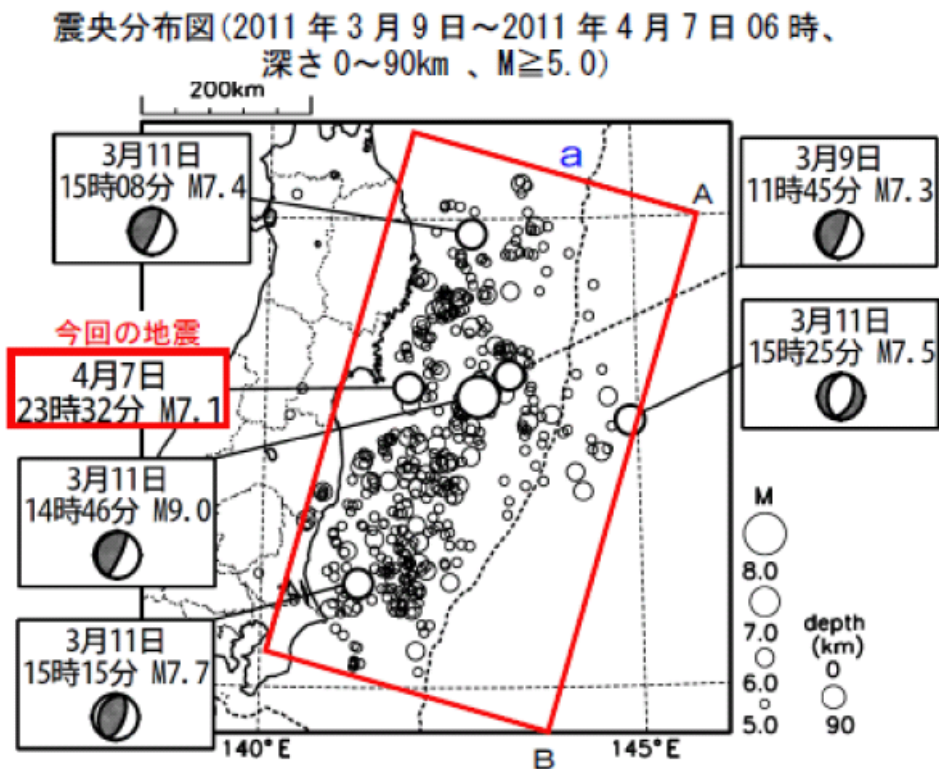 震央分布図(2011 年 3 月 9 日～2011 年 4 月 7 日 06 時、
深さ 0～90km 、M≧5.0)
200km
3月11日
15時08分 M7.4
a
A
3月9日
11時45分 M7.3
今回の地震
4月7日
23時32分 M7.1
3月11日
15時25分 M7.5
3月11日
14時46分 M9.0
3月11日
15時15分 M7.7
M
8.0
7.0
6.0
5.0
depth
(km)
0
90
140°E
B
145°E